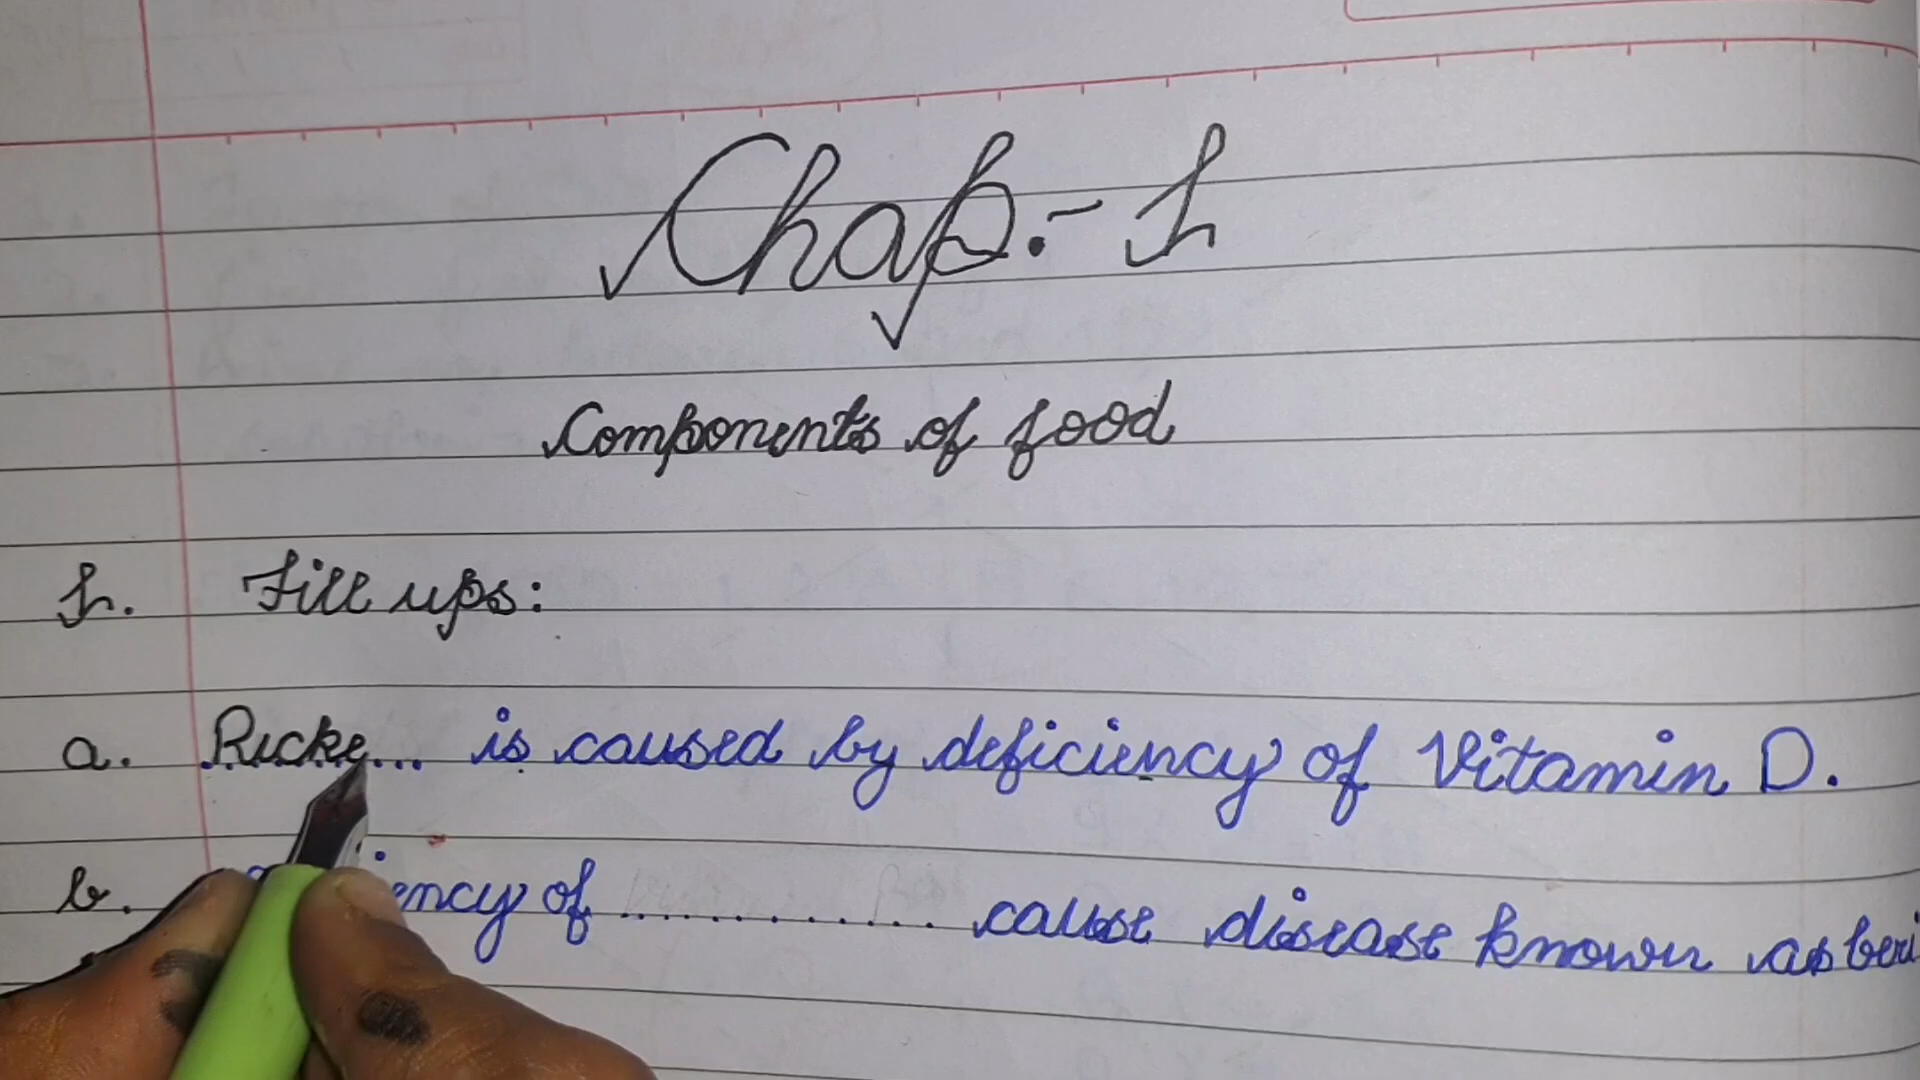 Chap:- 1
Components of food
1. Fill ups:
a. Ricke... is caused by deficiency of Vitamin D.
b. of ............ cause disease known as beri